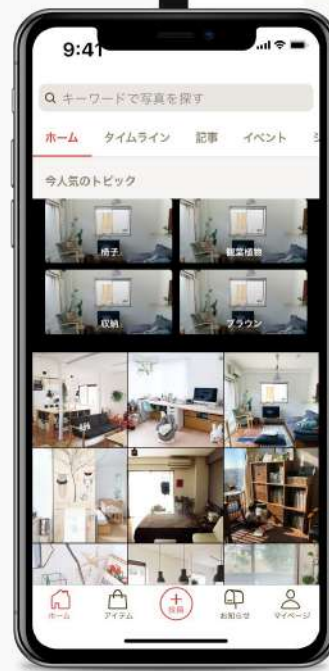 9:41
キーワードで写真を探す
ホーム タイムライン 記事 イベント
今人気のトピック
椅子 観葉植物
収納 ブラウン
ホーム アイテム 投稿 お知らせ マイページ